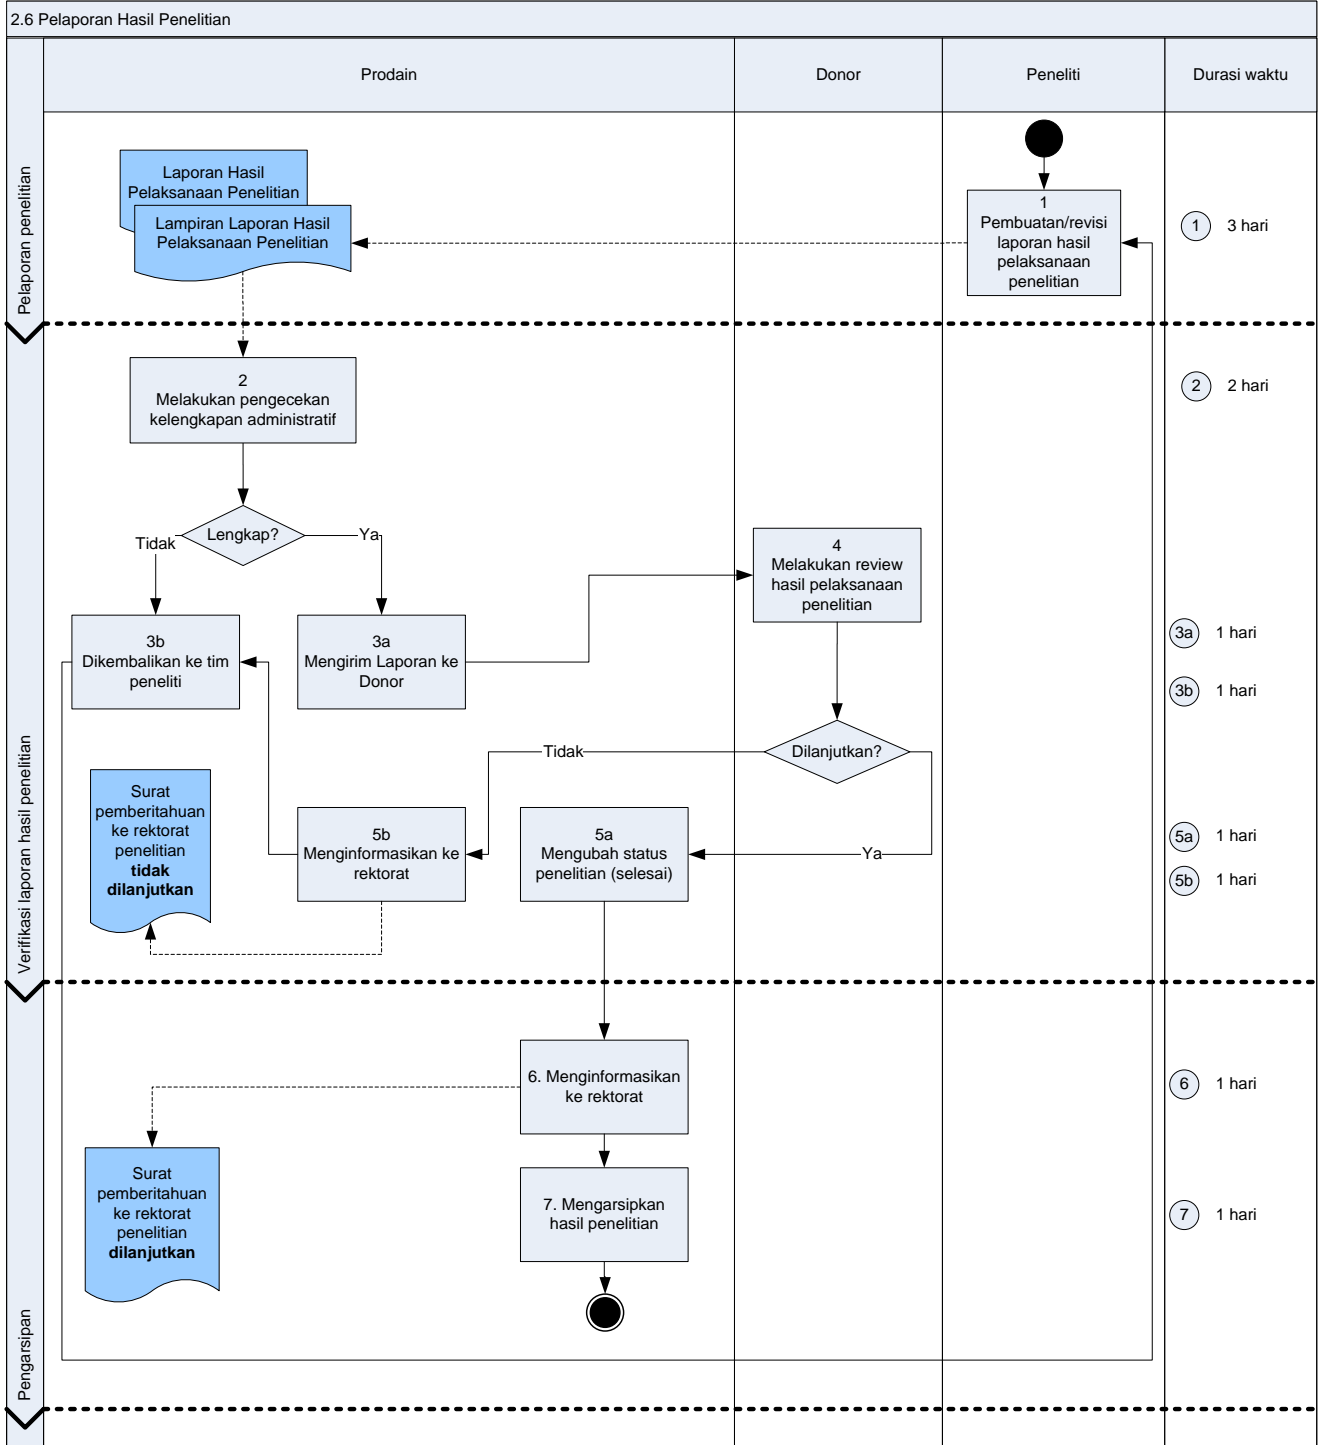 2.6 Pelaporan Hasil Penelitian
Prodain
Donor
Peneliti
Durasi waktu
Pelaporan penelitian
Laporan Hasil
Pelaksanaan Penelitian
Lampiran Laporan Hasil
Pelaksanaan Penelitian
1
Pembuatan/revisi
laporan hasil
pelaksanaan
penelitian
1 3 hari
Verifikasi laporan hasil penelitian
2
Melakukan pengecekan
kelengkapan administratif
2 2 hari
Lengkap?
Tidak
Ya
4
Melakukan review
hasil pelaksanaan
penelitian
3b
Dikembalikan ke tim
peneliti
3a
Mengirim Laporan ke
Donor
3a 1 hari
3b 1 hari
Dilanjutkan?
Tidak
Ya
Surat
pemberitahuan
ke rektorat
penelitian
tidak
dilanjutkan
5b
Menginformasikan ke
rektorat
5a
Mengubah status
penelitian (selesai)
5a 1 hari
5b 1 hari
Pengarsipan
6. Menginformasikan
ke rektorat
6 1 hari
Surat
pemberitahuan
ke rektorat
penelitian
dilanjutkan
7. Mengarsipkan
hasil penelitian
7 1 hari